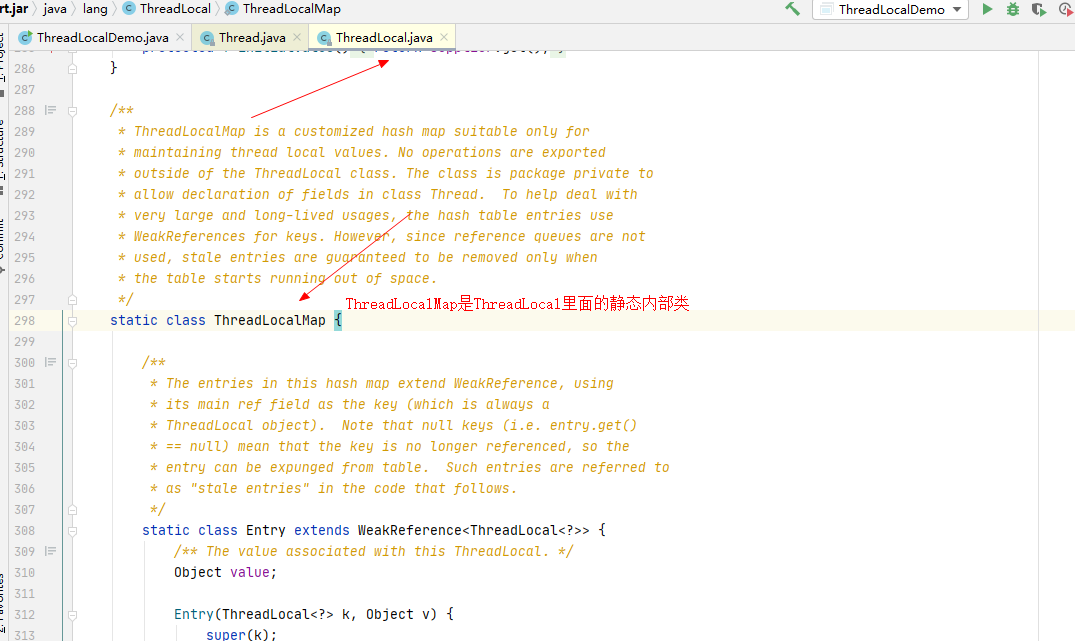 rt.jar java lang ThreadLocal ThreadLocalMap ThreadLocalDemo
ThreadLocalDemo.java Thread.java ThreadLocal.java
286 }
287
288 /**
289 * ThreadLocalMap is a customized hash map suitable only for
290 * maintaining thread local values. No operations are exported
291 * outside of the ThreadLocal class. The class is package private to
292 * allow declaration of fields in class Thread.  To help deal with
293 * very large and long-lived usages, the hash table entries use
294 * WeakReferences for keys. However, since reference queues are not
295 * used, stale entries are guaranteed to be removed only when
296 * the table starts running out of space.
297 */
ThreadLocalMap是ThreadLocal里面的静态内部类
298 static class ThreadLocalMap {
299
300 /**
301 * The entries in this hash map extend WeakReference, using
302 * its main ref field as the key (which is always a
303 * ThreadLocal object).  Note that null keys (i.e. entry.get()
304 * == null) mean that the key is no longer referenced, so the
305 * entry can be expunged from table.  Such entries are referred to
306 * as "stale entries" in the code that follows.
307 */
308 static class Entry extends WeakReference<ThreadLocal<?>> {
309 /** The value associated with this ThreadLocal. */
310 Object value;
311
312 Entry(ThreadLocal<?> k, Object v) {
313 super(k);